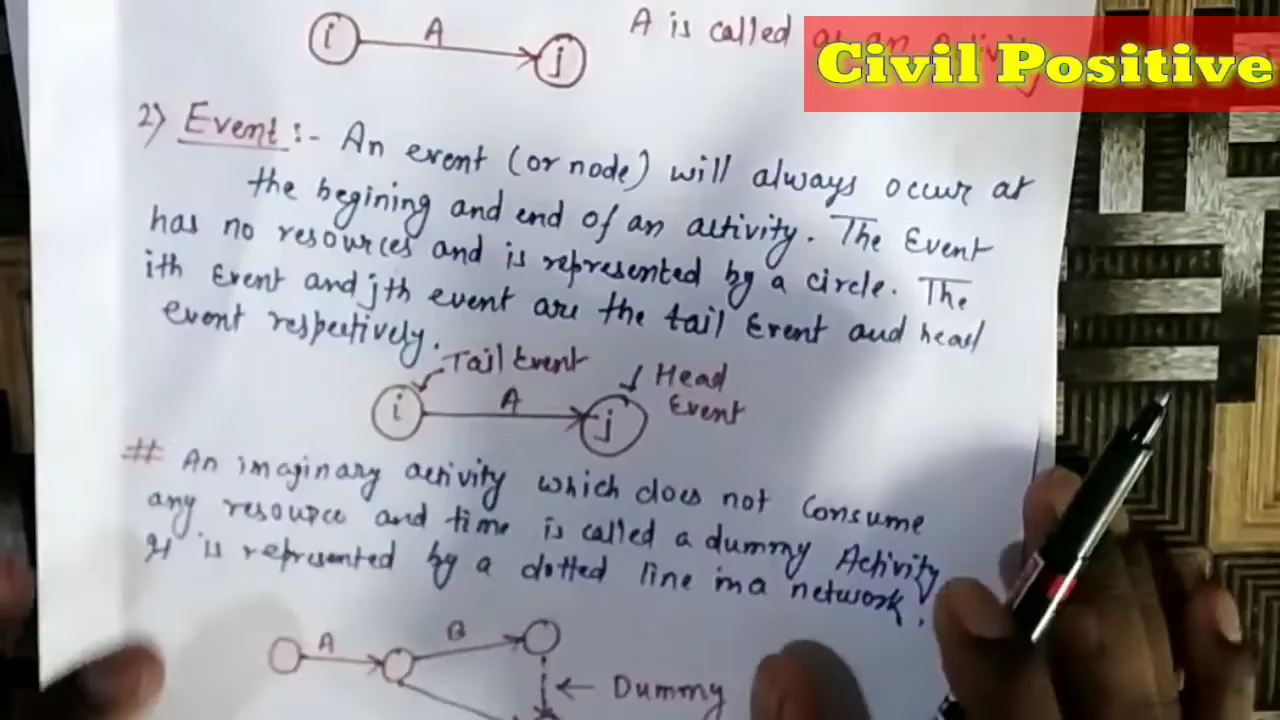 i A j
A is called as an Activity
Civil Positive
2) Event :- An event (or node) will always occur at
the begining and end of an activity. The Event
has no resources and is represented by a circle. The
ith Event and jth event are the tail Event and head
event respectively.
Tail Event
Head
Event
i A j
# An imaginary activity which does not consume
any resource and time is called a dummy Activity
It is represented by a dotted line in a network.
A B
Dummy